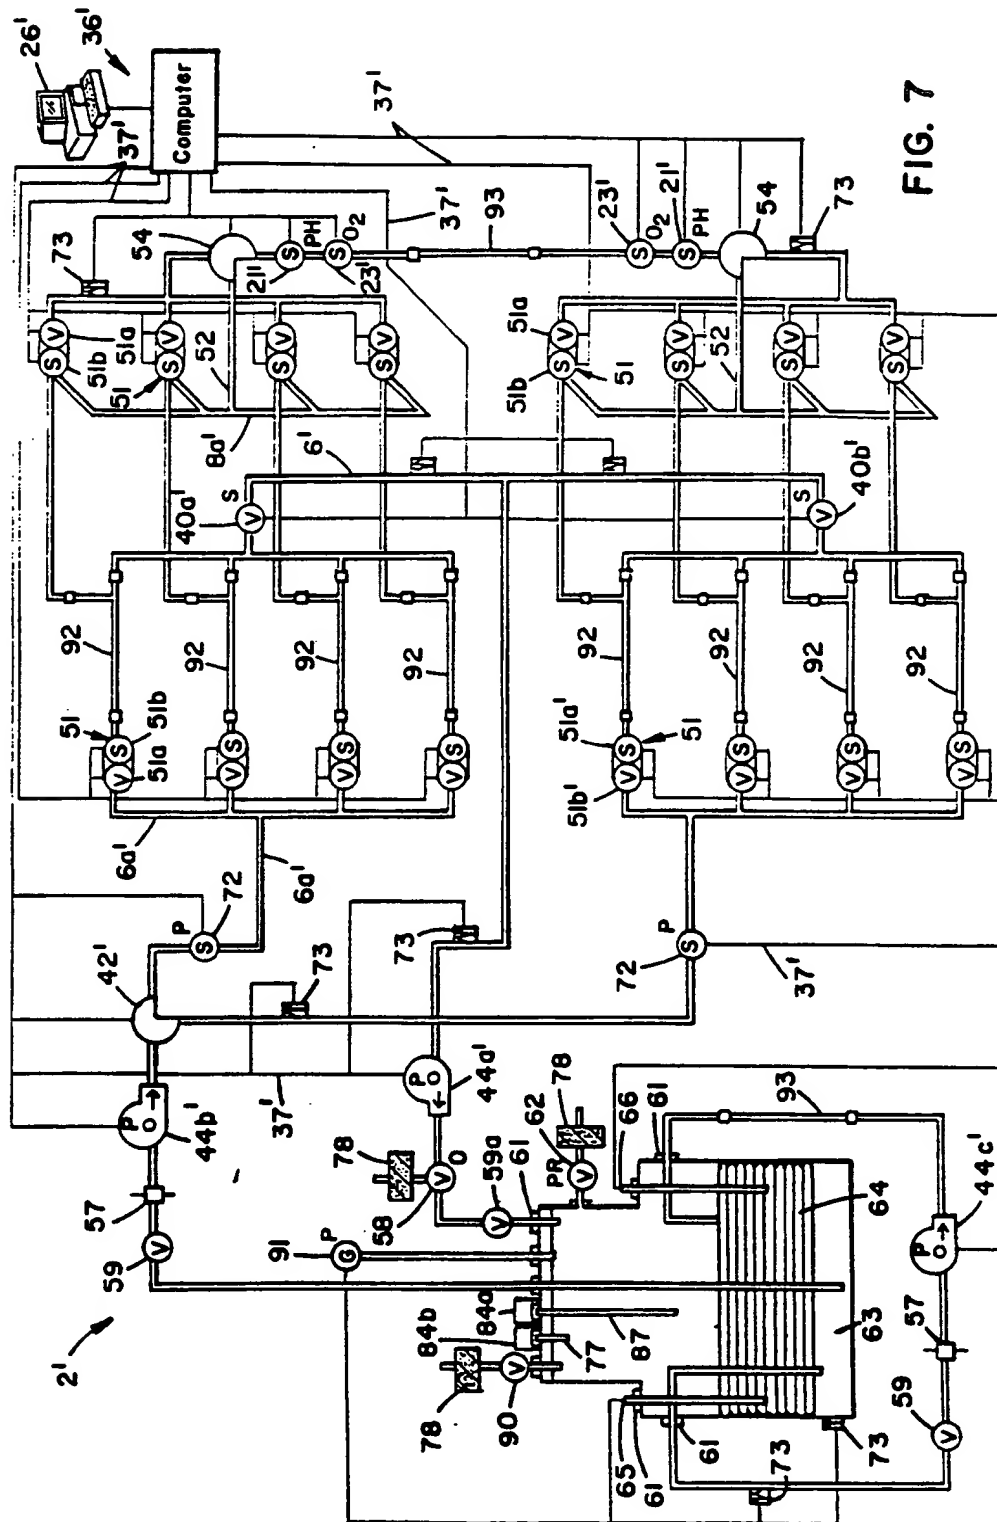 2'
65
61
73
78
90
84b
84a
77
91
P
59
57
P
O
44b'
42'
P
S
72
6a'
V
V
V
61
G
87
78
V
58
O
59a
V
61
37'
73
6a'
51
V S
51a
51b
92
V S
92
V S
92
V S
92
73
59
V
57
63
64
66
61
PR
62
V
78
P
O
44a'
73
40a'
S
V
6'
8a'
52
51
51b
51a
S V
S V
S V
S V
73
54
44c'
P
O
93
37'
72
P
S
51b'
51a'
51
V S
92
V S
92
V S
92
V S
92
S
V
40b'
21'
S
PH
23'
S
O2
93
37'
37'
37'
26'
36'
Computer
51b
51a
51
S V
S V
S V
S V
52
23'
S
O2
21'
S
PH
54
73
37'
FIG. 7